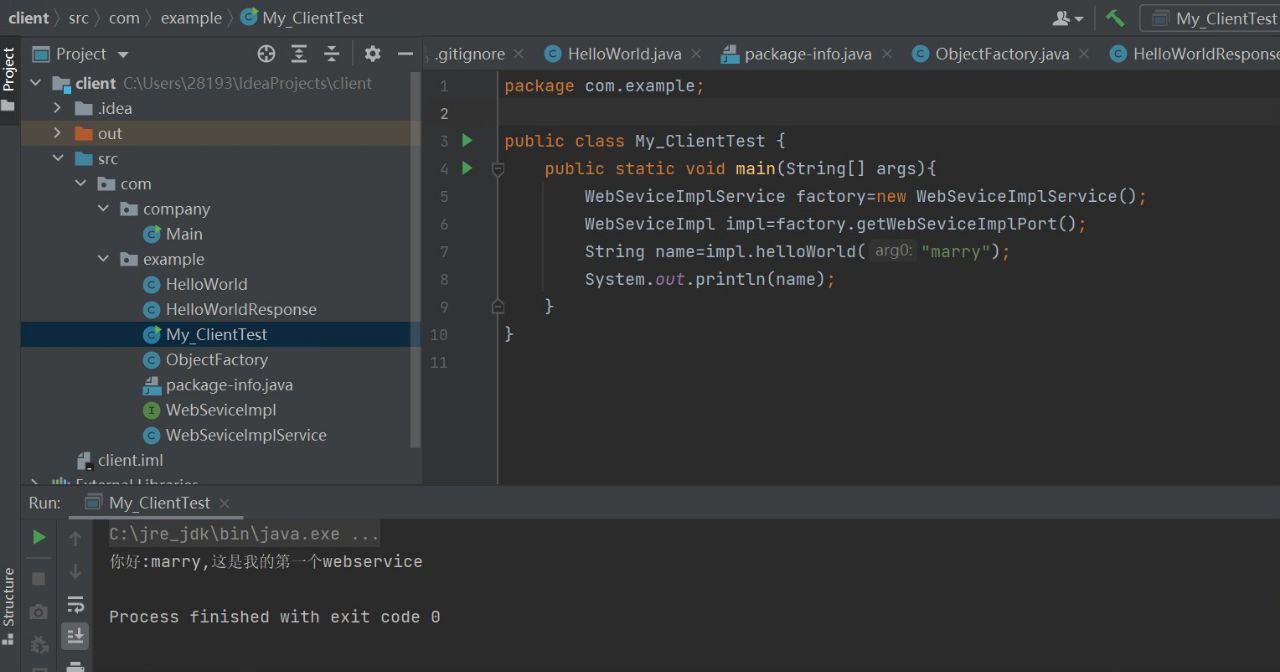 client src com example My_ClientTest My_ClientTest
Project
Project
client C:\Users\28193\IdeaProjects\client
.idea
out
src
com
company
Main
example
HelloWorld
HelloWorldResponse
My_ClientTest
ObjectFactory
package-info.java
WebSeviceImpl
WebSeviceImplService
client.iml
External Libraries
.gitignore HelloWorld.java package-info.java ObjectFactory.java HelloWorldResponse
1 package com.example;
2
3 public class My_ClientTest {
4 public static void main(String[] args){
5 WebSeviceImplService factory=new WebSeviceImplService();
6 WebSeviceImpl impl=factory.getWebSeviceImplPort();
7 String name=impl.helloWorld( arg0: "marry");
8 System.out.println(name);
9 }
10 }
11
Run: My_ClientTest
Structure
C:\jre_jdk\bin\java.exe ...
你好:marry,这是我的第一个webservice
Process finished with exit code 0